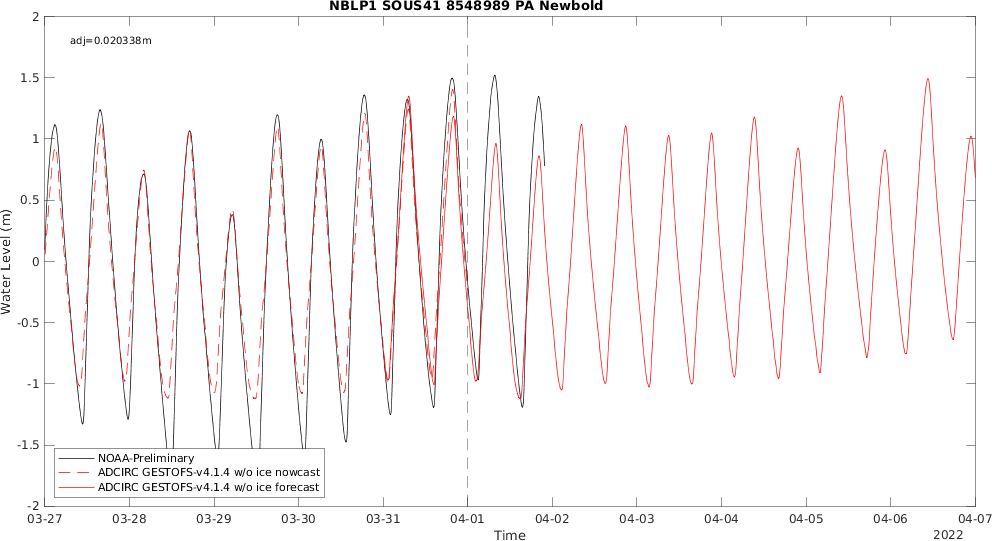 NBLP1 SOUS41 8548989 PA Newbold
adj=0.020338m
Water Level (m)
2
1.5
1
0.5
0
-0.5
-1
-1.5
-2
NOAA-Preliminary
ADCIRC GESTOFS-v4.1.4 w/o ice nowcast
ADCIRC GESTOFS-v4.1.4 w/o ice forecast
03-27 03-28 03-29 03-30 03-31 04-01 04-02 04-03 04-04 04-05 04-06 04-07
Time
2022